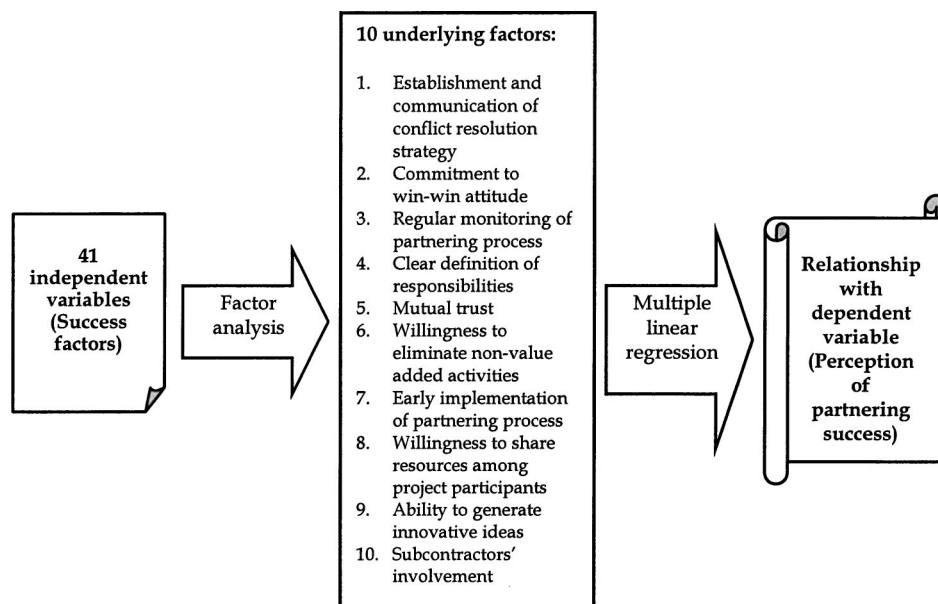 41
independent
variables
(Success
factors)
Factor
analysis
10 underlying factors:
1. Establishment and
communication of
conflict resolution
strategy
2. Commitment to
win-win attitude
3. Regular monitoring of
partnering process
4. Clear definition of
responsibilities
5. Mutual trust
6. Willingness to
eliminate non-value
added activities
7. Early implementation
of partnering process
8. Willingness to share
resources among
project participants
9. Ability to generate
innovative ideas
10. Subcontractors'
involvement
Multiple
linear
regression
Relationship
with
dependent
variable
(Perception
of
partnering
success)